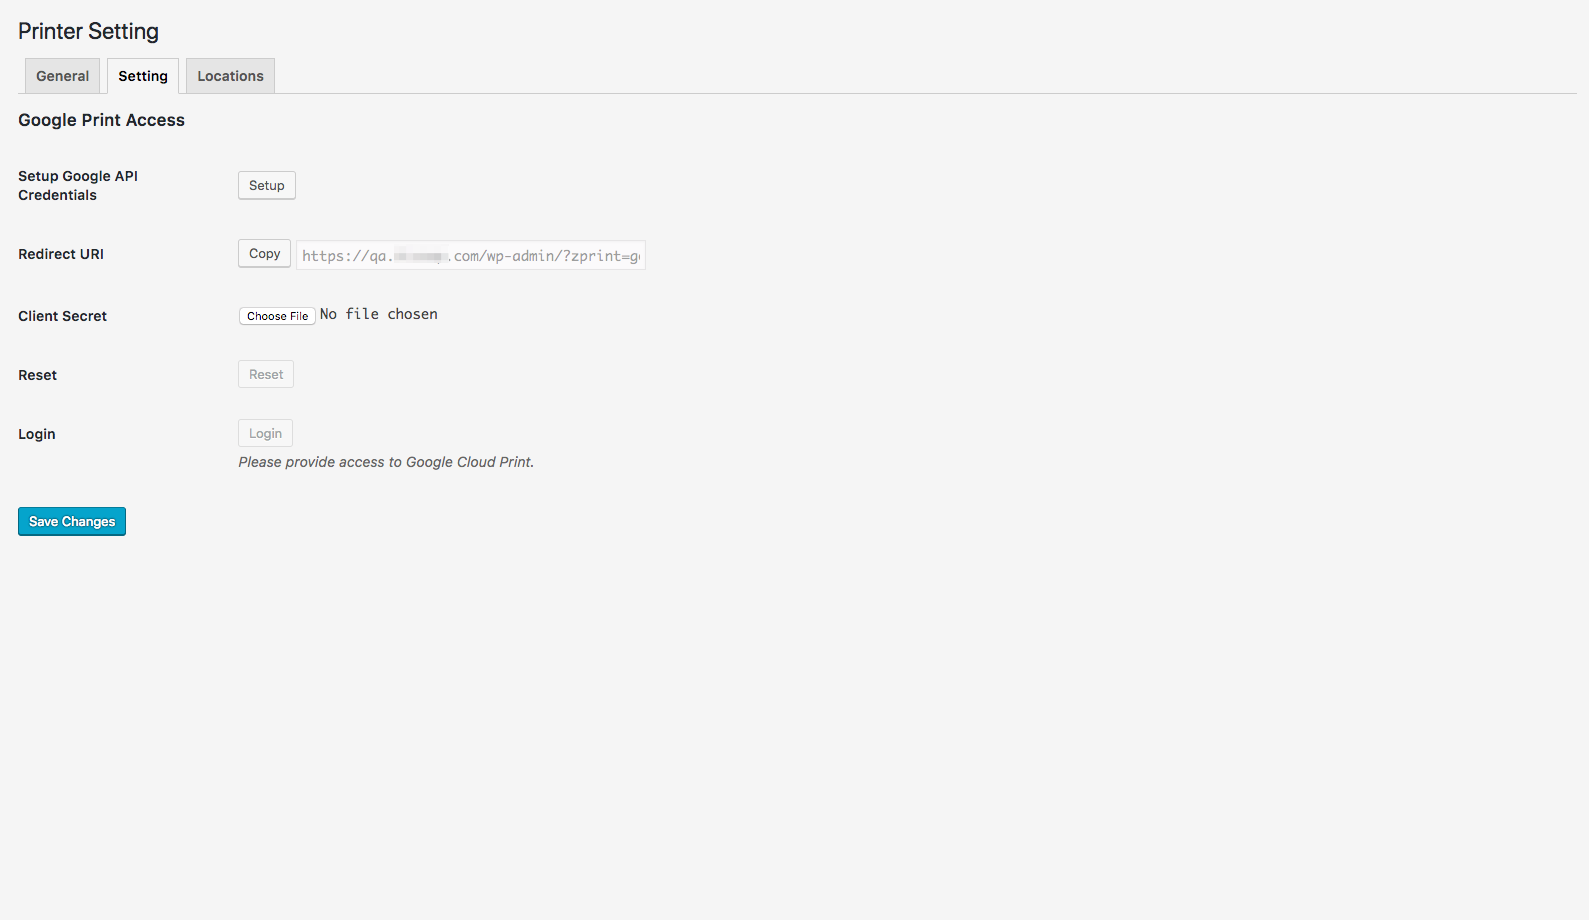 Printer Setting
General Setting Locations
Google Print Access
Setup Google API
Credentials
Setup
Redirect URI
Copy https://qa. .com/wp-admin/?zprint=g
Client Secret
Choose File No file chosen
Reset
Reset
Login
Login
Please provide access to Google Cloud Print.
Save Changes